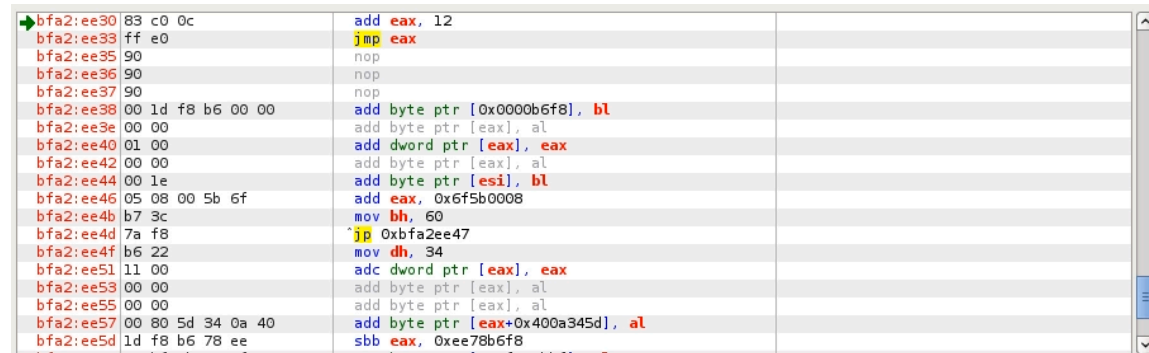 bfa2:ee30 83 c0 0c add eax, 12
bfa2:ee33 ff e0 jmp eax
bfa2:ee35 90 nop
bfa2:ee36 90 nop
bfa2:ee37 90 nop
bfa2:ee38 00 1d f8 b6 00 00 add byte ptr [0x0000b6f8], bl
bfa2:ee3e 00 00 add byte ptr [eax], al
bfa2:ee40 01 00 add dword ptr [eax], eax
bfa2:ee42 00 00 add byte ptr [eax], al
bfa2:ee44 00 1e add byte ptr [esi], bl
bfa2:ee46 05 08 00 5b 6f add eax, 0x6f5b0008
bfa2:ee4b b7 3c mov bh, 60
bfa2:ee4d 7a f8 ^jp 0xbfa2ee47
bfa2:ee4f b6 22 mov dh, 34
bfa2:ee51 11 00 adc dword ptr [eax], eax
bfa2:ee53 00 00 add byte ptr [eax], al
bfa2:ee55 00 00 add byte ptr [eax], al
bfa2:ee57 00 80 5d 34 0a 40 add byte ptr [eax+0x400a345d], al
bfa2:ee5d 1d f8 b6 78 ee sbb eax, 0xee78b6f8